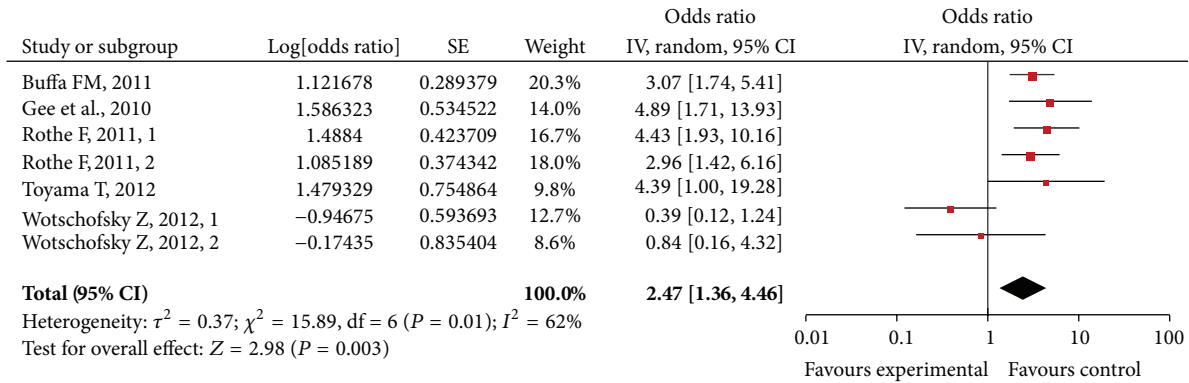 Odds ratio Odds ratio
Study or subgroup Log[odds ratio] SE Weight IV, random, 95% CI IV, random, 95% CI
Buffa FM, 2011 1.121678 0.289379 20.3% 3.07 [1.74, 5.41]
Gee et al., 2010 1.586323 0.534522 14.0% 4.89 [1.71, 13.93]
Rothe F, 2011, 1 1.4884 0.423709 16.7% 4.43 [1.93, 10.16]
Rothe F, 2011, 2 1.085189 0.374342 18.0% 2.96 [1.42, 6.16]
Toyama T, 2012 1.479329 0.754864 9.8% 4.39 [1.00, 19.28]
Wotschofsky Z, 2012, 1 −0.94675 0.593693 12.7% 0.39 [0.12, 1.24]
Wotschofsky Z, 2012, 2 −0.17435 0.835404 8.6% 0.84 [0.16, 4.32]
Total (95% CI) 100.0% 2.47 [1.36, 4.46]
Heterogeneity: τ² = 0.37; χ² = 15.89, df = 6 (P = 0.01); I² = 62%
Test for overall effect: Z = 2.98 (P = 0.003)
0.01 0.1 1 10 100
Favours experimental Favours control